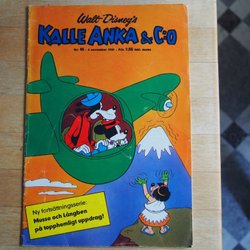 Walt Disney's
KALLE ANKA & C:O
Ny fortsättningsserie:
Musse och Långben
på topphemligt uppdrag!